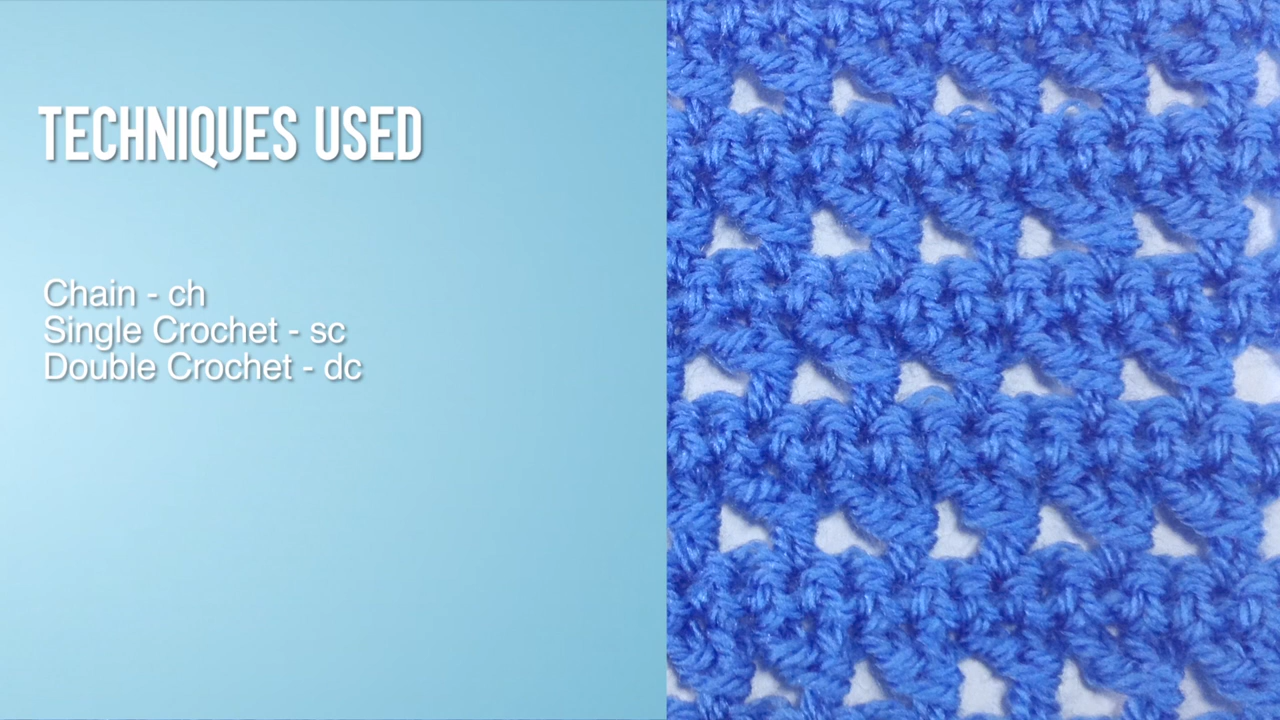 TECHNIQUES USED
Chain - ch
Single Crochet - sc
Double Crochet - dc